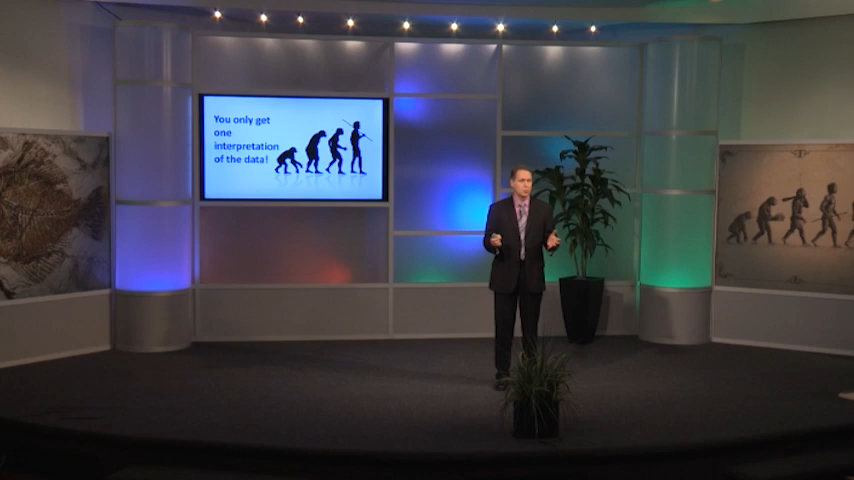 You only get
one
interpretation
of the data!